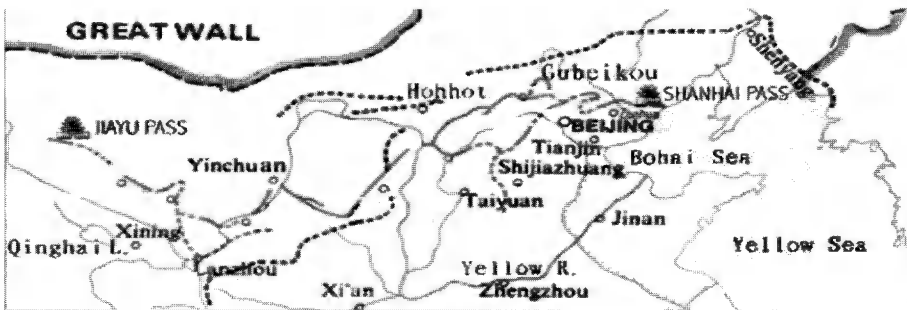 GREAT WALL
Shenyang
Gubeikou
Hohhot
SHANHAI PASS
JIAYU PASS
BEIJING
Tianjin
Bohai Sea
Yinchuan
Shijiazhuang
Taiyuan
Jinan
Xining
Qinghai L.
Yellow Sea
Lanzhou
Yellow R.
Xi'an
Zhengzhou